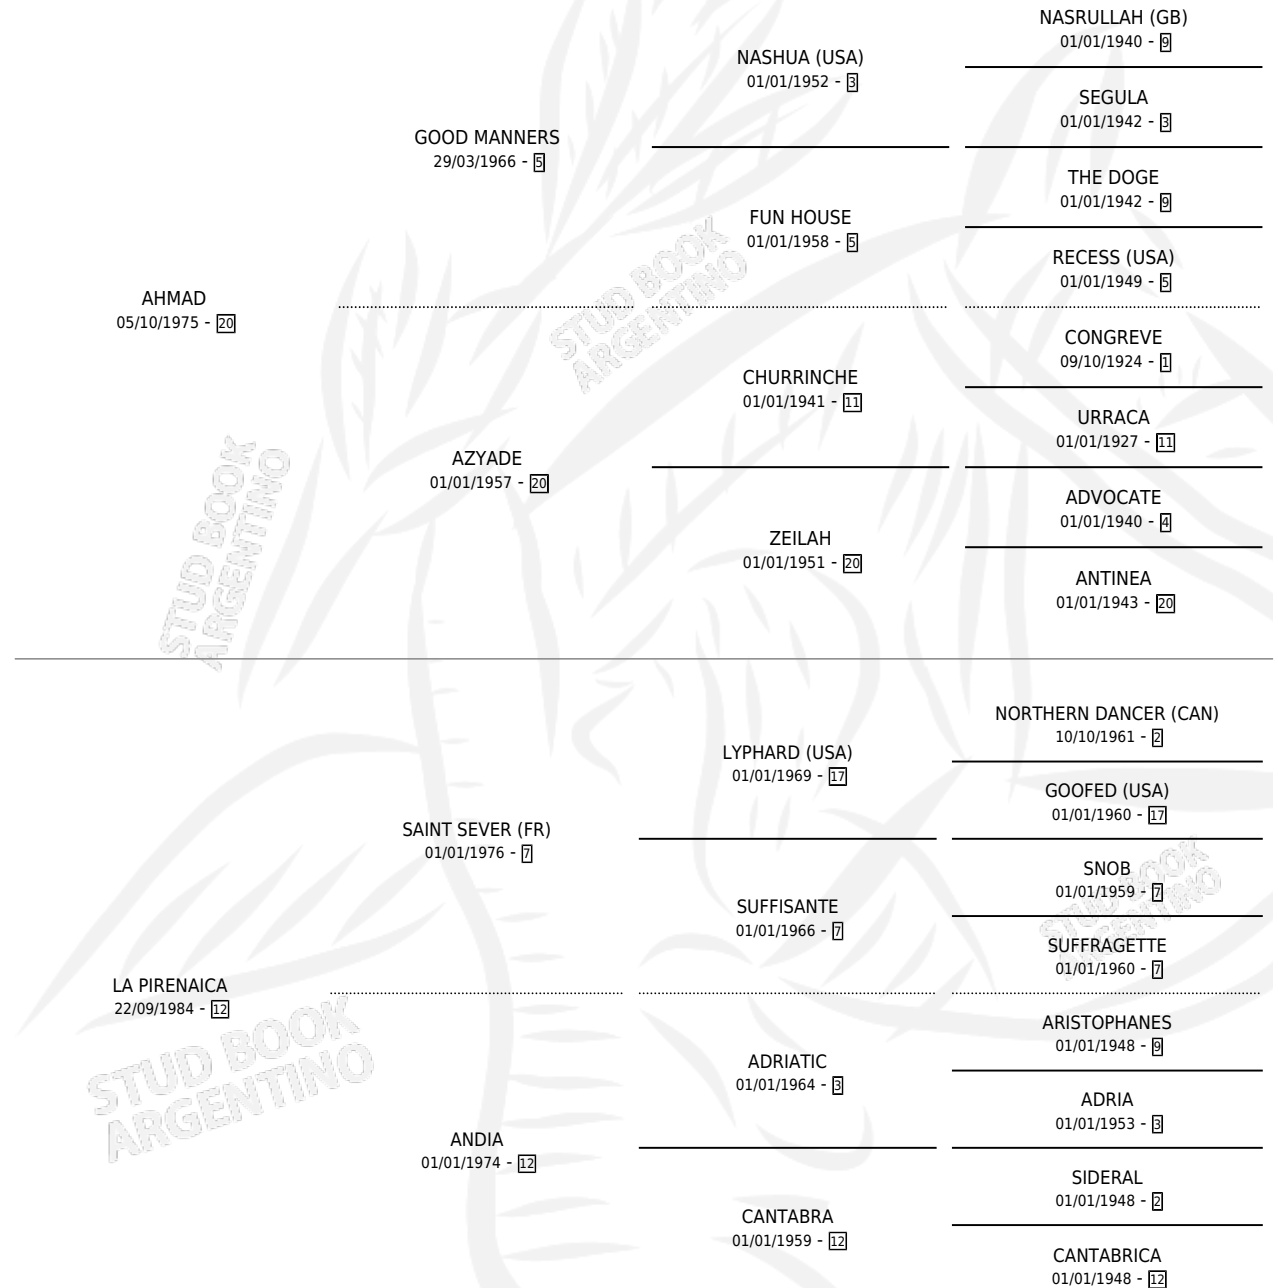 NASRULLAH (GB)
01/01/1940 - 9
NASHUA (USA)
01/01/1952 - 3
SEGULA
01/01/1942 - 3
GOOD MANNERS
29/03/1966 - 5
THE DOGE
01/01/1942 - 9
FUN HOUSE
01/01/1958 - 5
RECESS (USA)
01/01/1949 - 5
AHMAD
05/10/1975 - 20
CONGREVE
09/10/1924 - 1
CHURRINCHE
01/01/1941 - 11
URRACA
01/01/1927 - 11
AZYADE
01/01/1957 - 20
ADVOCATE
01/01/1940 - 4
ZEILAH
01/01/1951 - 20
ANTINEA
01/01/1943 - 20
NORTHERN DANCER (CAN)
10/10/1961 - 2
LYPHARD (USA)
01/01/1969 - 17
GOOFED (USA)
01/01/1960 - 17
SAINT SEVER (FR)
01/01/1976 - 7
SNOB
01/01/1959 - 7
SUFFISANTE
01/01/1966 - 7
SUFFRAGETTE
01/01/1960 - 7
LA PIRENAICA
22/09/1984 - 12
ARISTOPHANES
01/01/1948 - 9
ADRIATIC
01/01/1964 - 3
ADRIA
01/01/1953 - 3
ANDIA
01/01/1974 - 12
SIDERAL
01/01/1948 - 2
CANTABRA
01/01/1959 - 12
CANTABRICA
01/01/1948 - 12
STUD BOOK
ARGENTINO
STUD BOOK
ARGENTINO
STUD BOOK
ARGENTINO
STUD BOOK
ARGENTINO